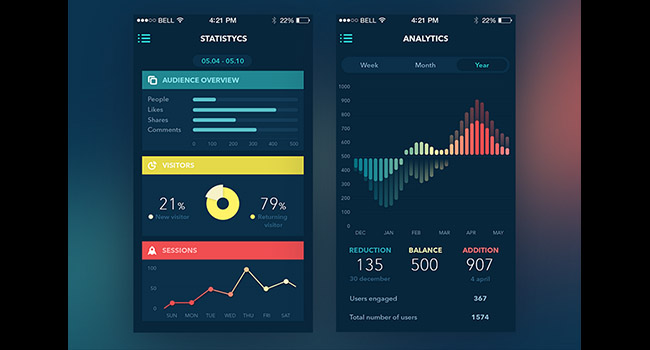 BELL 4:21 PM 22%
STATISTYCS
05.04 - 05.10
AUDIENCE OVERVIEW
People
Likes
Shares
Comments
0 100 200 300 400 500
VISITORS
21%
New visitor
79%
Returning
visitor
SESSIONS
100
50
0
SUN MON TUE WED THU FRI SAT
BELL 4:21 PM 22%
ANALYTICS
Week Month Year
1000
900
800
700
600
500
400
300
200
100
0
DEC JAN FEB MAR APR MAY
REDUCTION BALANCE ADDITION
135 500 907
30 december 4 april
Users engaged 367
Total number of users 1574